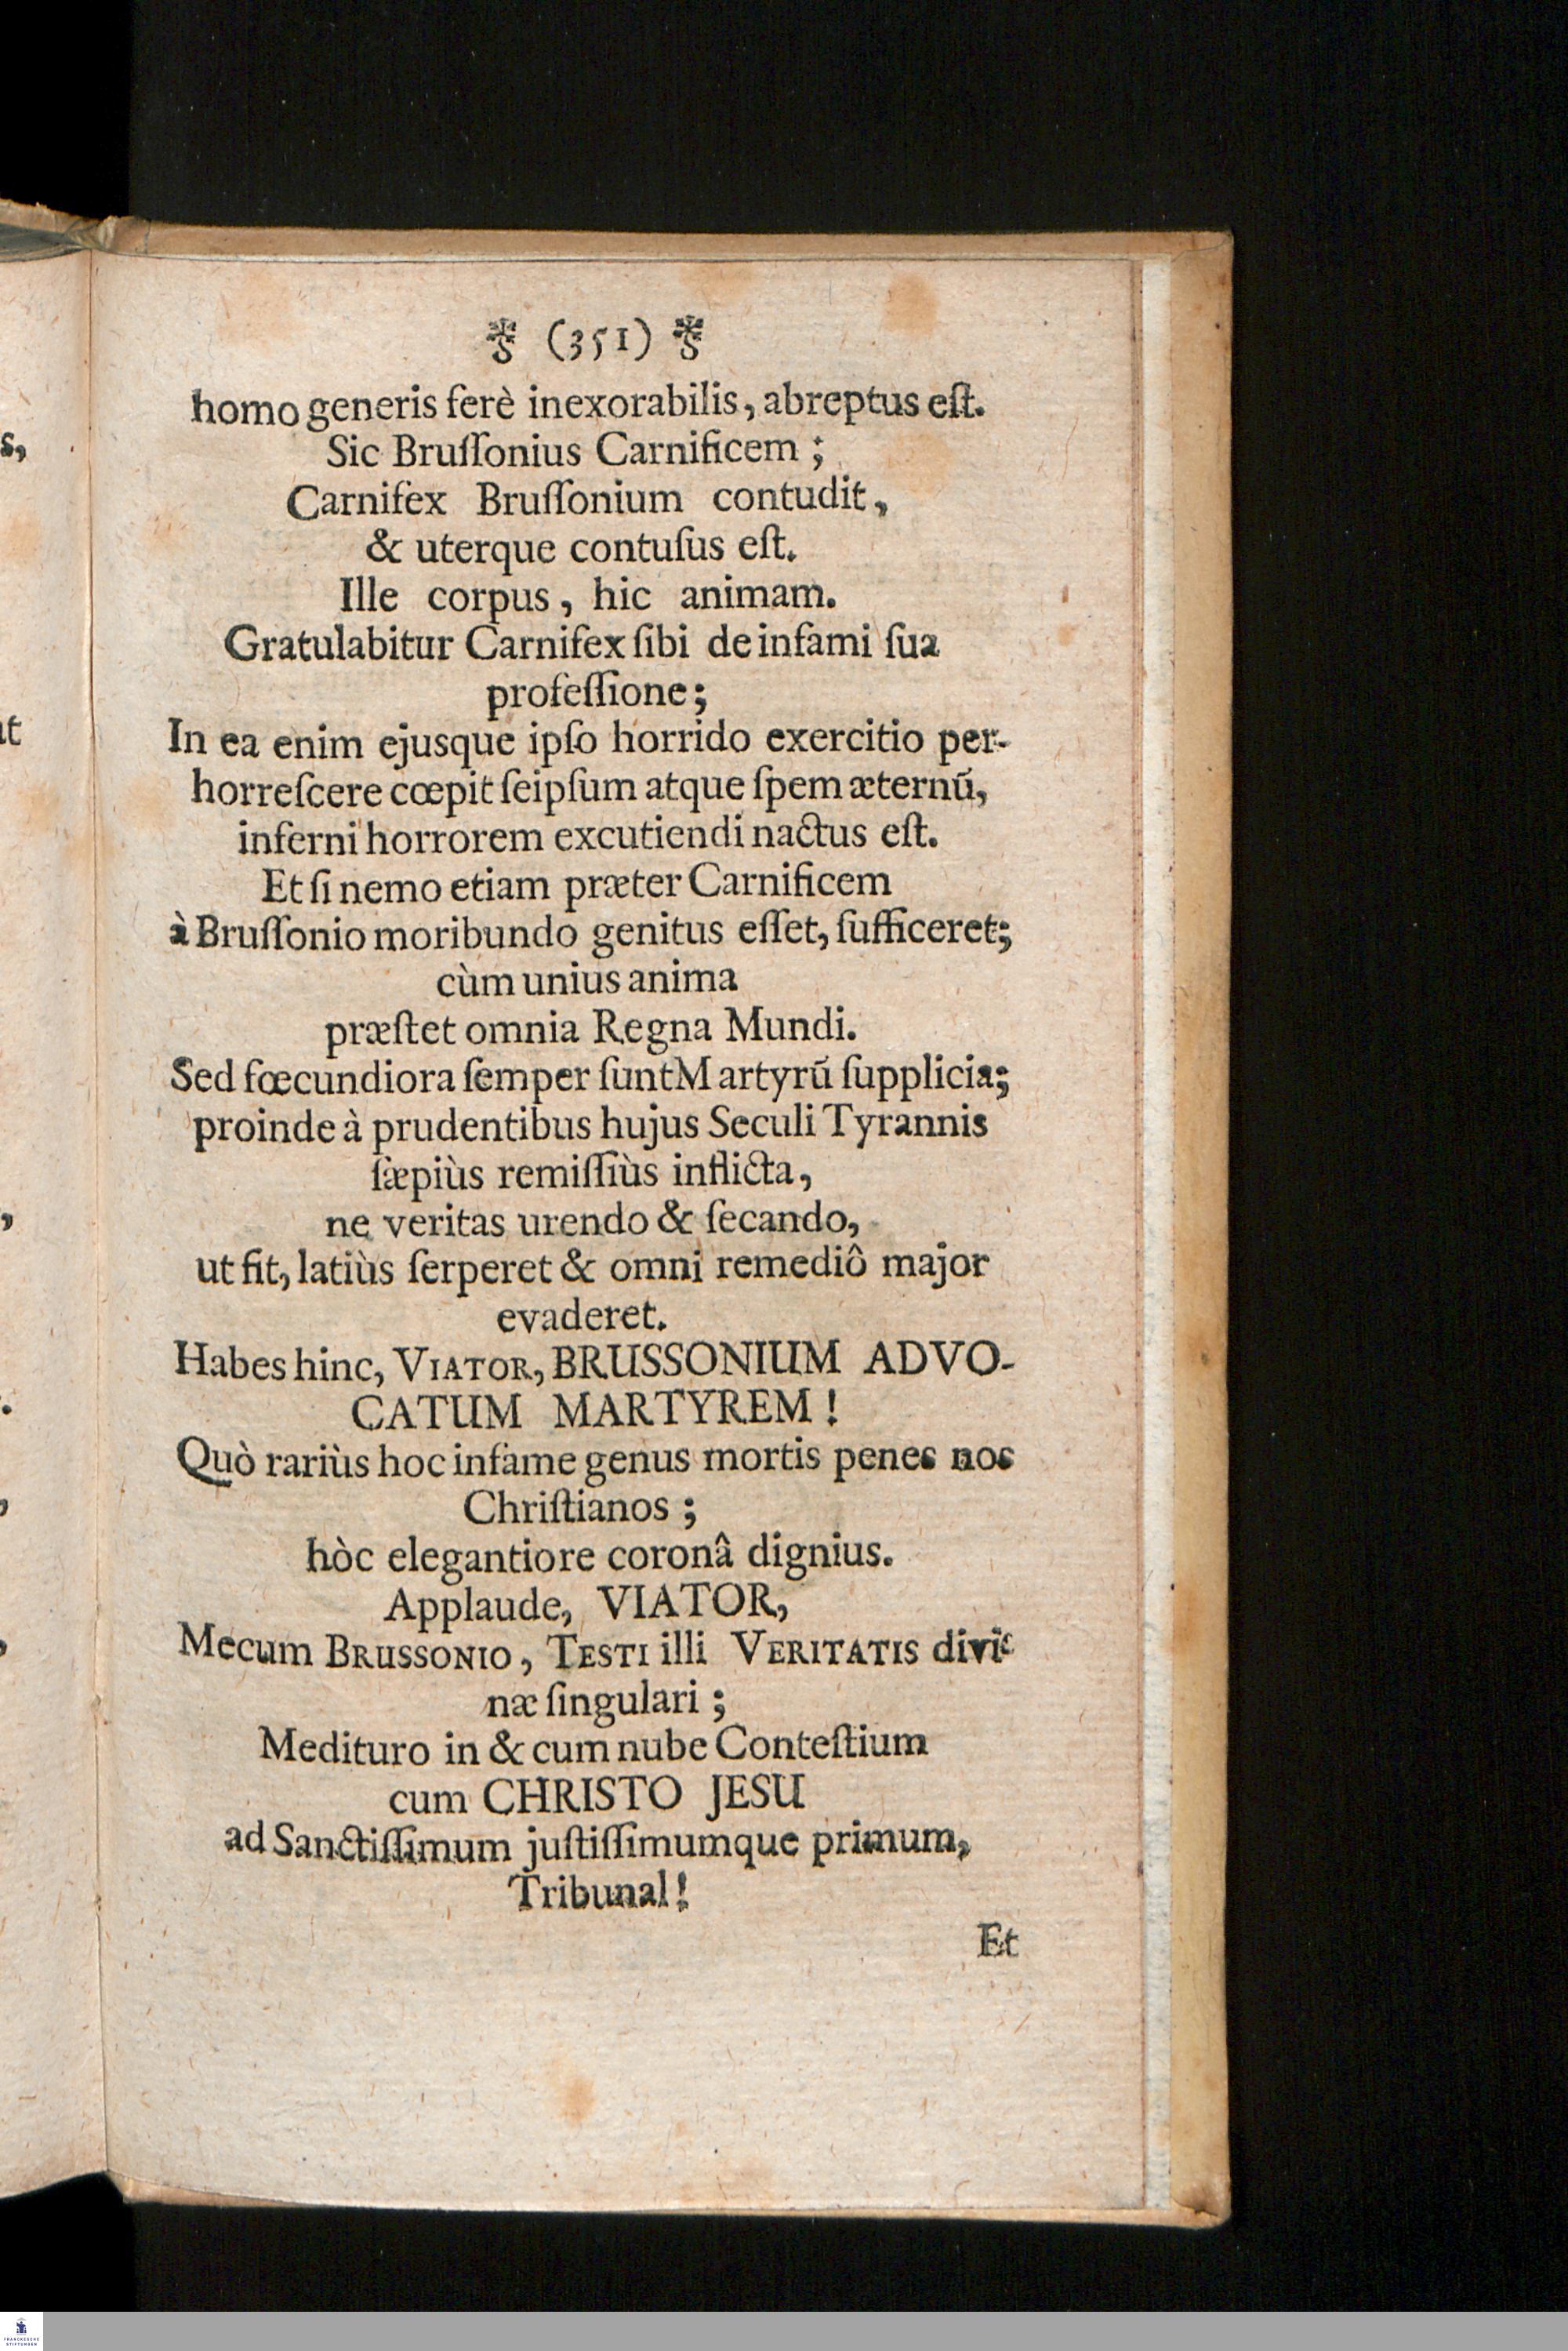 (351)
homo generis ferè inexorabilis, abreptus eſt.
Sic Bruſſonius Carnificem;
Carnifex Bruſſonium contudit,
& uterque contuſus eſt.
Ille corpus, hic animam.
Gratulabitur Carnifex ſibi de infami ſua
profeſſione;
In ea enim ejusque ipſo horrido exercitio per-
horreſcere cœpit ſeipſum atque ſpem æternū,
inferni horrorem excutiendi nactus eſt.
Et ſi nemo etiam præter Carnificem
à Bruſſonio moribundo genitus eſſet, ſufficeret;
cùm unius anima
præſtet omnia Regna Mundi.
Sed fœcundiora ſemper ſunt Martyrū ſupplicia;
proinde à prudentibus hujus Seculi Tyrannis
ſæpiùs remiſſiùs inflicta,
ne veritas urendo & ſecando,
ut fit, latiùs ſerperet & omni remediô major
evaderet.
Habes hinc, VIATOR, BRUSSONIUM ADVO-
CATUM MARTYREM!
Quò rariùs hoc infame genus mortis penes nos
Chriſtianos;
hòc elegantiore coronâ dignius.
Applaude, VIATOR,
Mecum BRUSSONIO, TESTI illi VERITATIS divi-
næ ſingulari;
Medituro in & cum nube Conteſtium
cum CHRISTO JESU
ad Sanctiſſimum juſtiſſimumque primum,
Tribunal!
Et
s,
ut
,
.
,
,
FRANCKESCHE
STIFTUNGEN